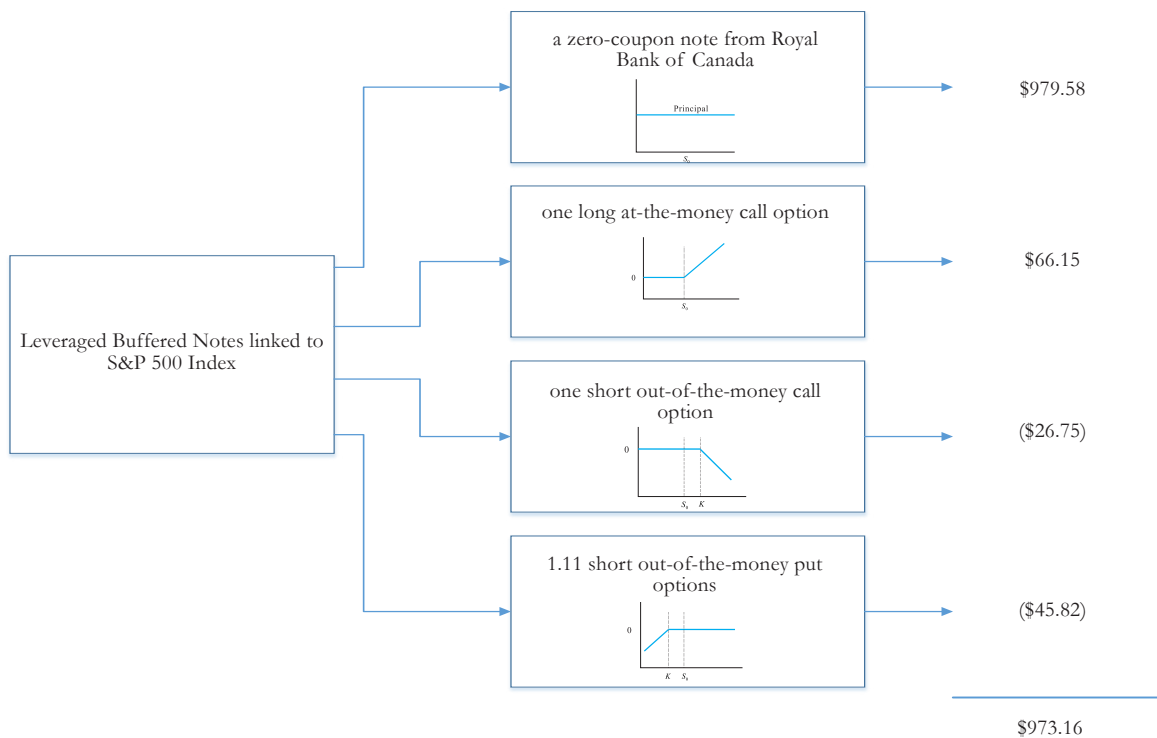 a zero-coupon note from Royal
Bank of Canada
Principal
S₀
$979.58
one long at-the-money call option
0
S₀
$66.15
Leveraged Buffered Notes linked to
S&P 500 Index
one short out-of-the-money call
option
0
S₀ K
($26.75)
1.11 short out-of-the-money put
options
0
K S₀
($45.82)
$973.16